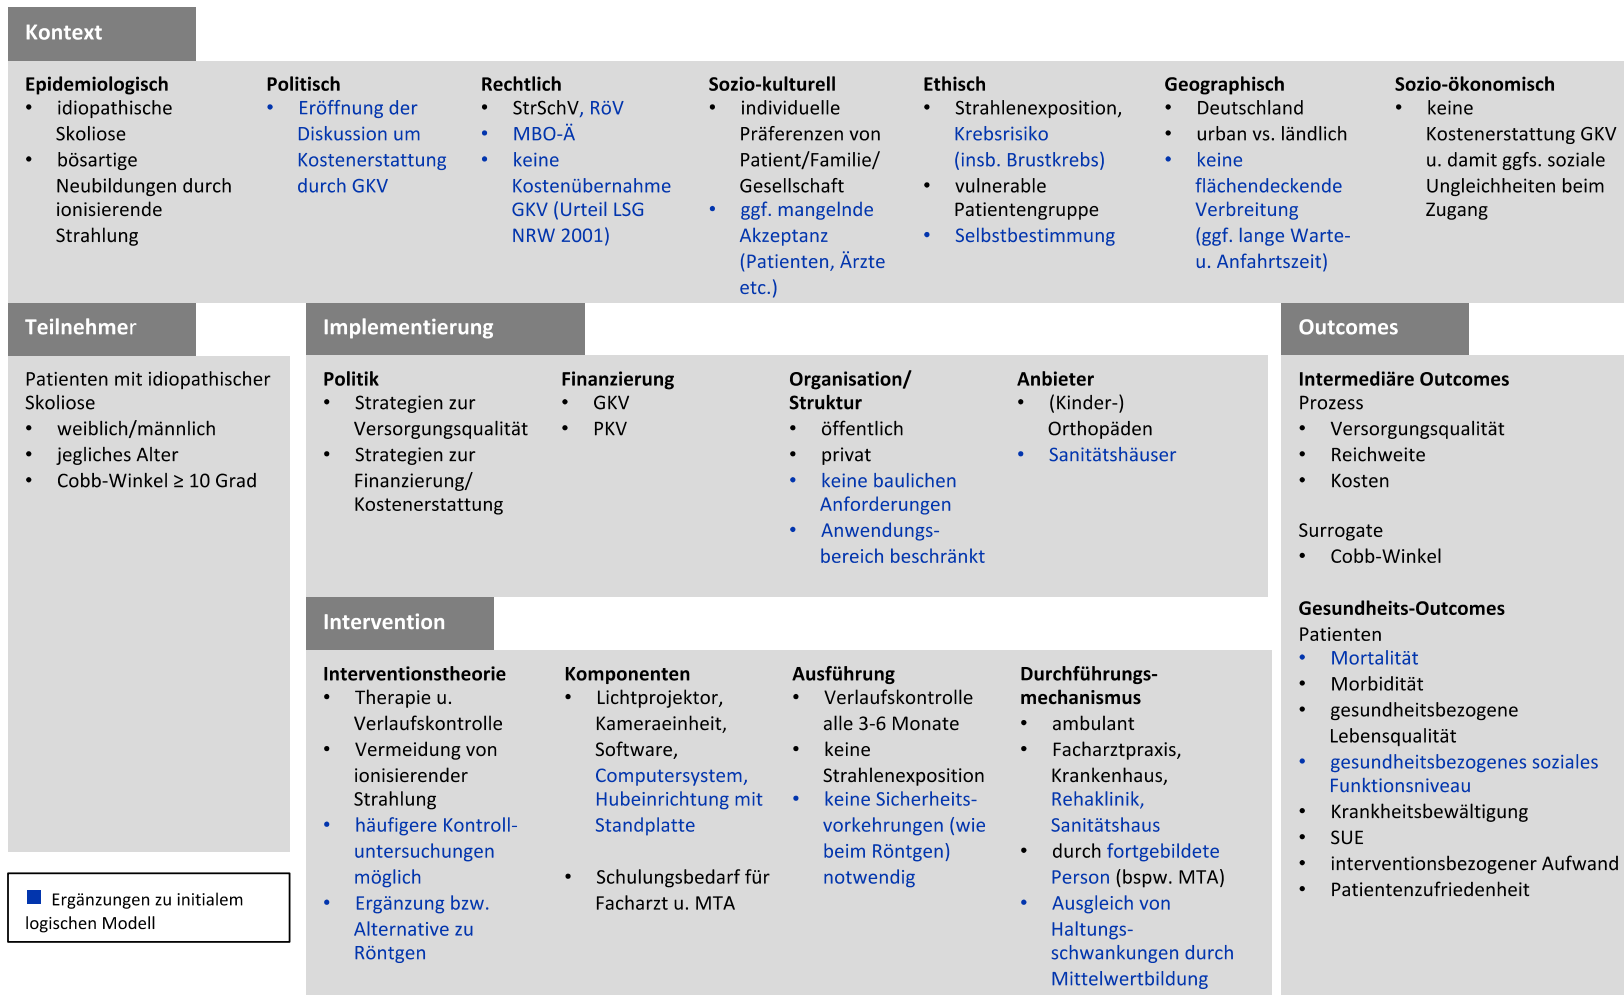 Kontext
Epidemiologisch
• idiopathische
Skoliose
• bösartige
Neubildungen durch
ionisierende
Strahlung
Politisch
• Eröffnung der
Diskussion um
Kostenerstattung
durch GKV
Rechtlich
• StrSchV, RöV
• MBO-Ä
• keine
Kostenübernahme
GKV (Urteil LSG
NRW 2001)
Sozio-kulturell
• individuelle
Präferenzen von
Patient/Familie/
Gesellschaft
• ggf. mangelnde
Akzeptanz
(Patienten, Ärzte
etc.)
Ethisch
• Strahlenexposition,
Krebsrisiko
(insb. Brustkrebs)
• vulnerable
Patientengruppe
• Selbstbestimmung
Geographisch
• Deutschland
• urban vs. ländlich
• keine
flächendeckende
Verbreitung
(ggf. lange Warte-
u. Anfahrtszeit)
Sozio-ökonomisch
• keine
Kostenerstattung GKV
u. damit ggfs. soziale
Ungleichheiten beim
Zugang
Teilnehmer
Patienten mit idiopathischer
Skoliose
• weiblich/männlich
• jegliches Alter
• Cobb-Winkel ≥ 10 Grad
Implementierung
Politik
• Strategien zur
Versorgungsqualität
• Strategien zur
Finanzierung/
Kostenerstattung
Finanzierung
• GKV
• PKV
Organisation/
Struktur
• öffentlich
• privat
• keine baulichen
Anforderungen
• Anwendungs-
bereich beschränkt
Anbieter
• (Kinder-)
Orthopäden
• Sanitätshäuser
Intervention
Interventionstheorie
• Therapie u.
Verlaufskontrolle
• Vermeidung von
ionisierender
Strahlung
• häufigere Kontroll-
untersuchungen
möglich
• Ergänzung bzw.
Alternative zu
Röntgen
Komponenten
• Lichtprojektor,
Kameraeinheit,
Software,
Computersystem,
Hubeinrichtung mit
Standplatte
• Schulungsbedarf für
Facharzt u. MTA
Ausführung
• Verlaufskontrolle
alle 3-6 Monate
• keine
Strahlenexposition
• keine Sicherheits-
vorkehrungen (wie
beim Röntgen)
notwendig
Durchführungs-
mechanismus
• ambulant
• Facharztpraxis,
Krankenhaus,
Rehaklinik,
Sanitätshaus
• durch fortgebildete
Person (bspw. MTA)
• Ausgleich von
Haltungs-
schwankungen durch
Mittelwertbildung
Outcomes
Intermediäre Outcomes
Prozess
• Versorgungsqualität
• Reichweite
• Kosten
Surrogate
• Cobb-Winkel
Gesundheits-Outcomes
Patienten
• Mortalität
• Morbidität
• gesundheitsbezogene
Lebensqualität
• gesundheitsbezogenes soziales
Funktionsniveau
• Krankheitsbewältigung
• SUE
• interventionsbezogener Aufwand
• Patientenzufriedenheit
Ergänzungen zu initialem
logischen Modell